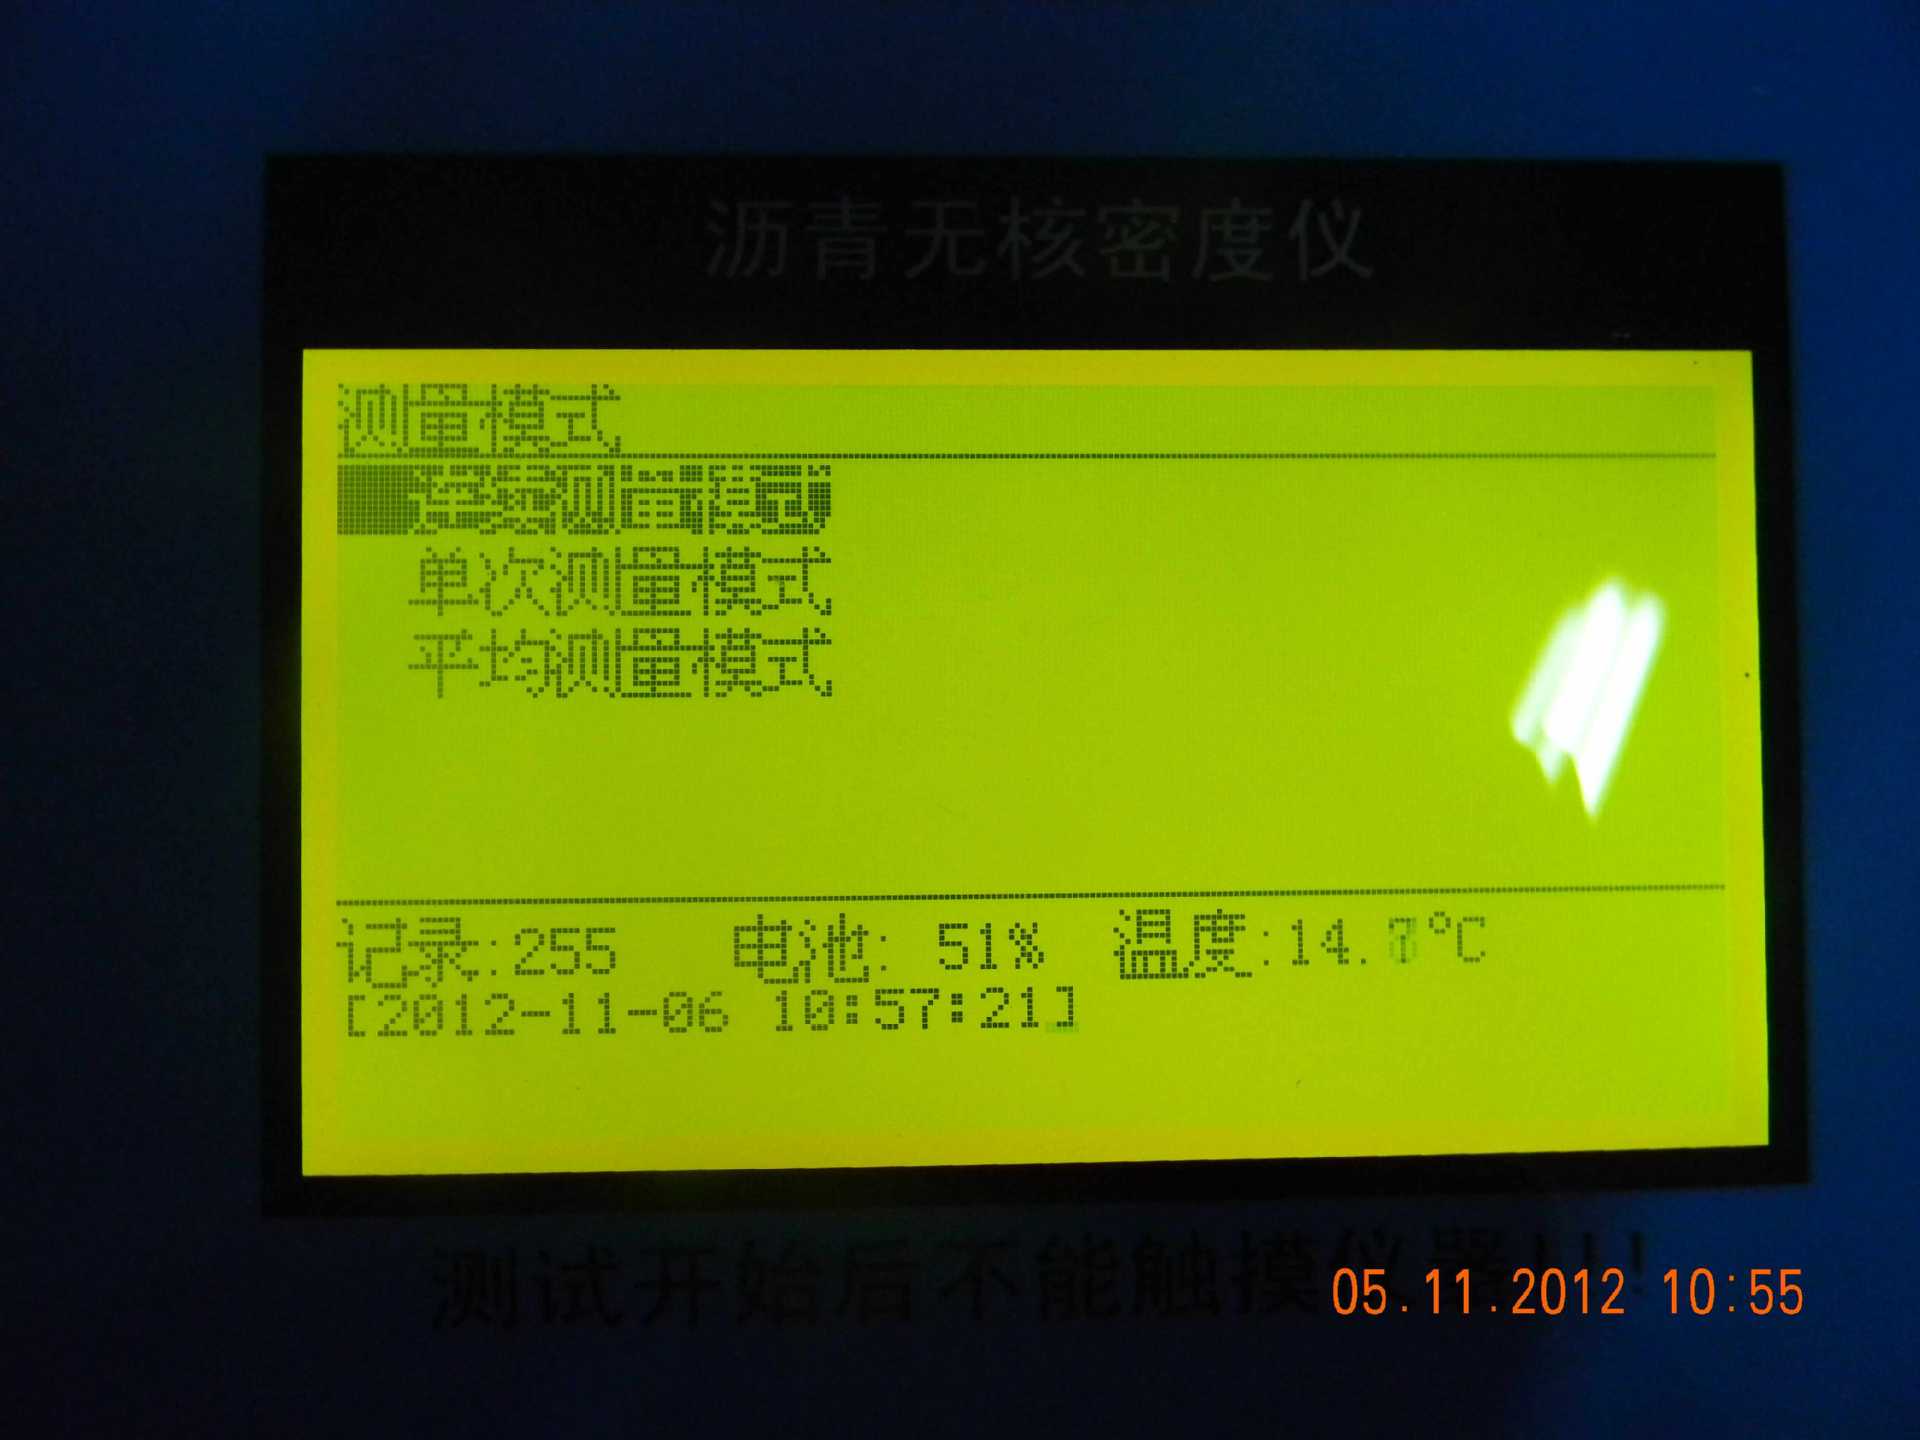 沥青无核密度仪
测量模式
连续测量模式
单次测量模式
平均测量模式
记录:255 电池: 51% 温度:14. ℃
[2012-11-06 10:57:21]
测试开始后不能触摸仪器!!!
05.11.2012 10:55